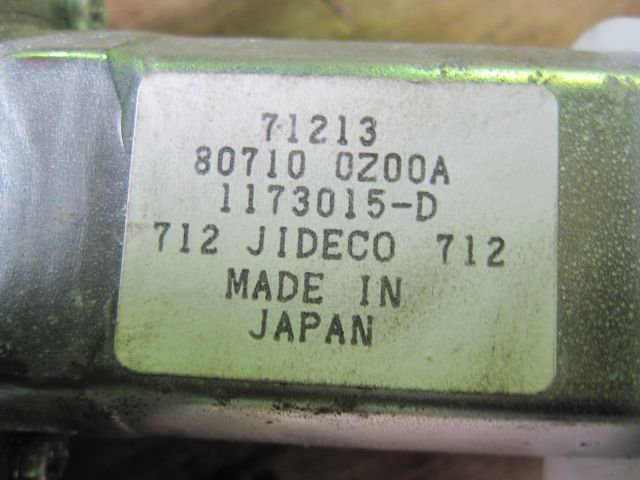 71213
80710 0Z00A
1173015-D
712 JIDECO 712
MADE IN
JAPAN